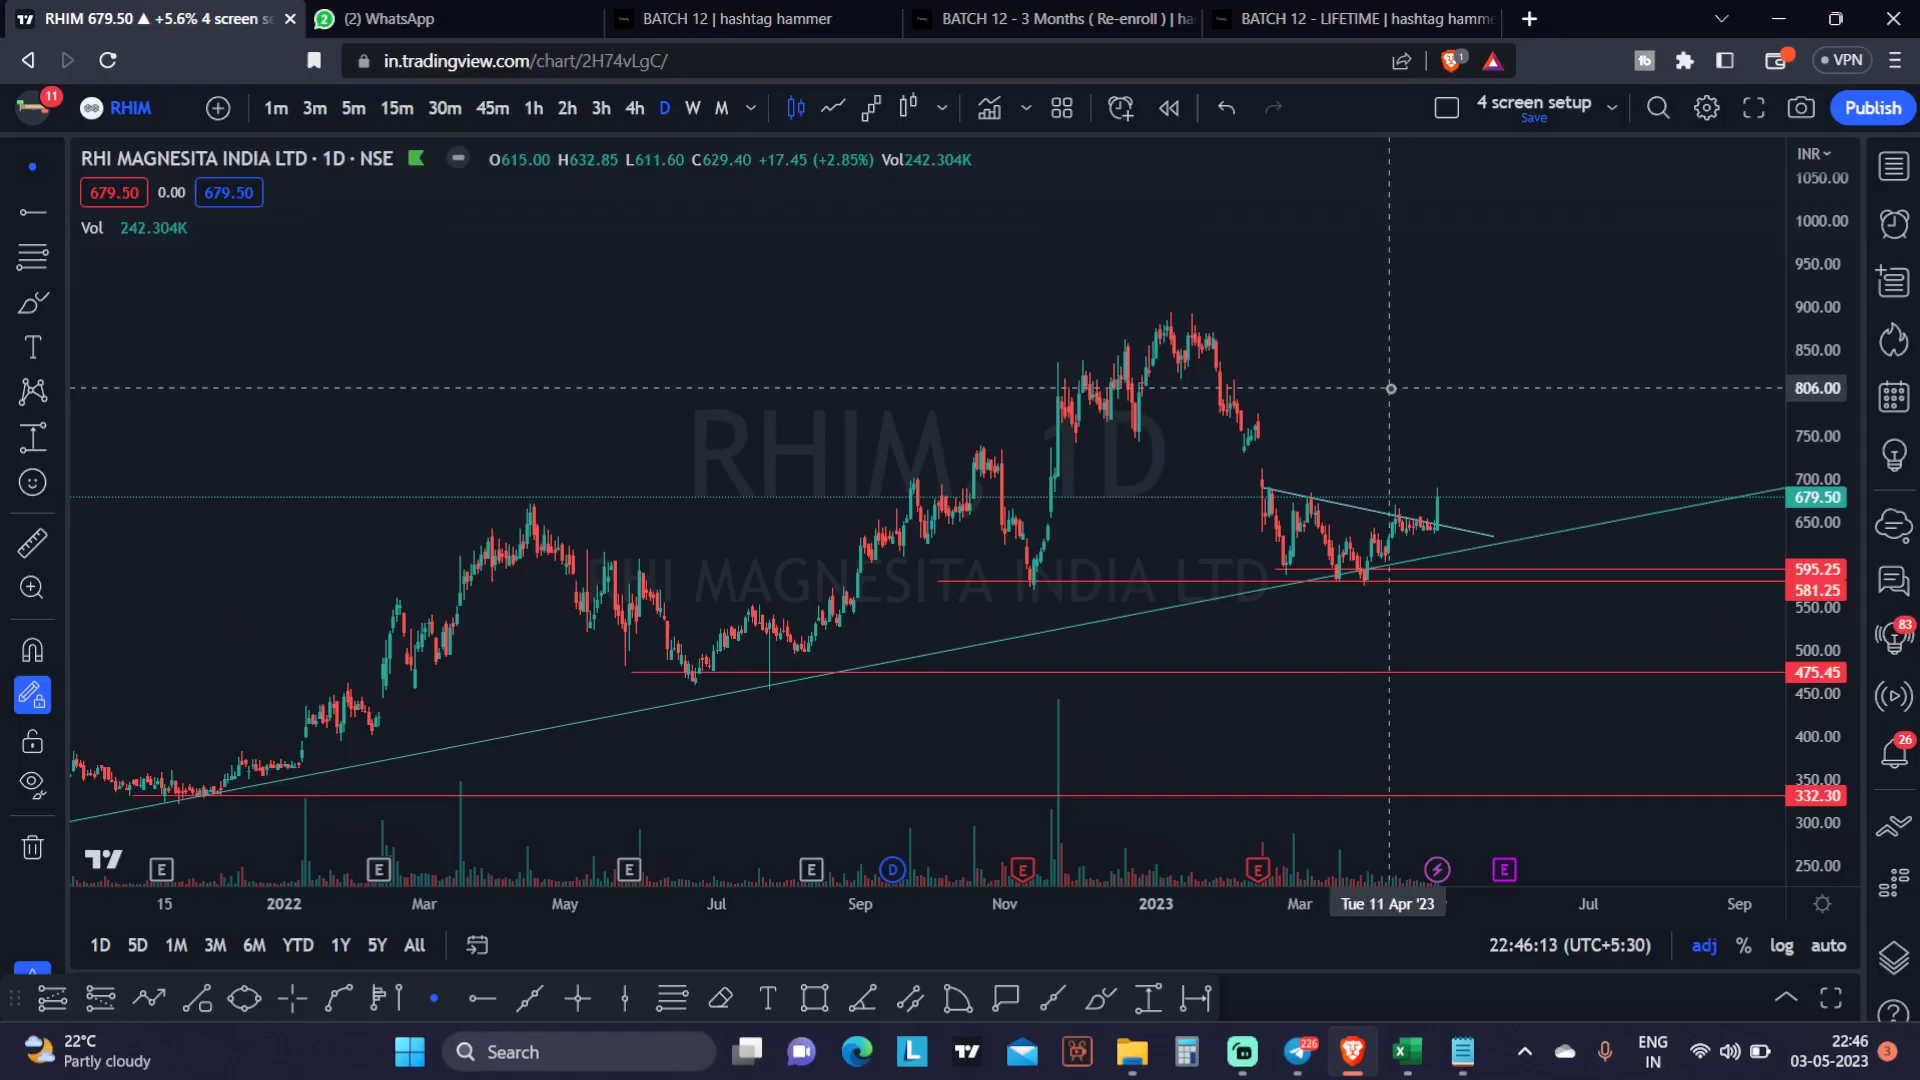 RHIM 679.50 ▲ +5.6% 4 screen se
(2) WhatsApp
BATCH 12 | hashtag hammer
BATCH 12 - 3 Months ( Re-enroll ) | ha
BATCH 12 - LIFETIME | hashtag hamme
in.tradingview.com/chart/2H74vLgC/
1
VPN
11
RHIM
1m 3m 5m 15m 30m 45m 1h 2h 3h 4h D W M
4 screen setup
Save
Publish
RHI MAGNESITA INDIA LTD · 1D · NSE
O615.00 H632.85 L611.60 C629.40 +17.45 (+2.85%) Vol242.304K
679.50 0.00 679.50
Vol 242.304K
RHIM, 1D
RHI MAGNESITA INDIA LTD
INR
1050.00
1000.00
950.00
900.00
850.00
806.00
750.00
700.00
679.50
650.00
595.25
581.25
550.00
500.00
475.45
450.00
400.00
350.00
332.30
300.00
250.00
83
26
E E E E D E E E
15 2022 Mar May Jul Sep Nov 2023 Mar Tue 11 Apr '23 Jul Sep
1D 5D 1M 3M 6M YTD 1Y 5Y All
22:46:13 (UTC+5:30) adj % log auto
22°C
Partly cloudy
Search
226
ENG
IN
22:46
03-05-2023
3